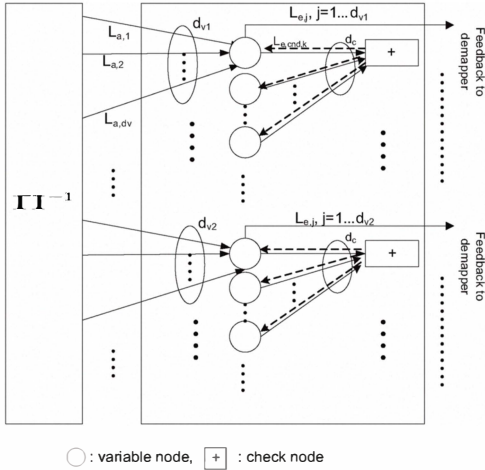 L_{a,1}
d_{v1}
L_{e,j}, j=1...d_{v1}
L_{a,2}
L_{e,cnd,k}
d_c
+
Feedback to demapper
L_{a,dv}
Π^{-1}
d_{v2}
L_{e,j}, j=1...d_{v2}
d_c
+
Feedback to demapper
: variable node, + : check node